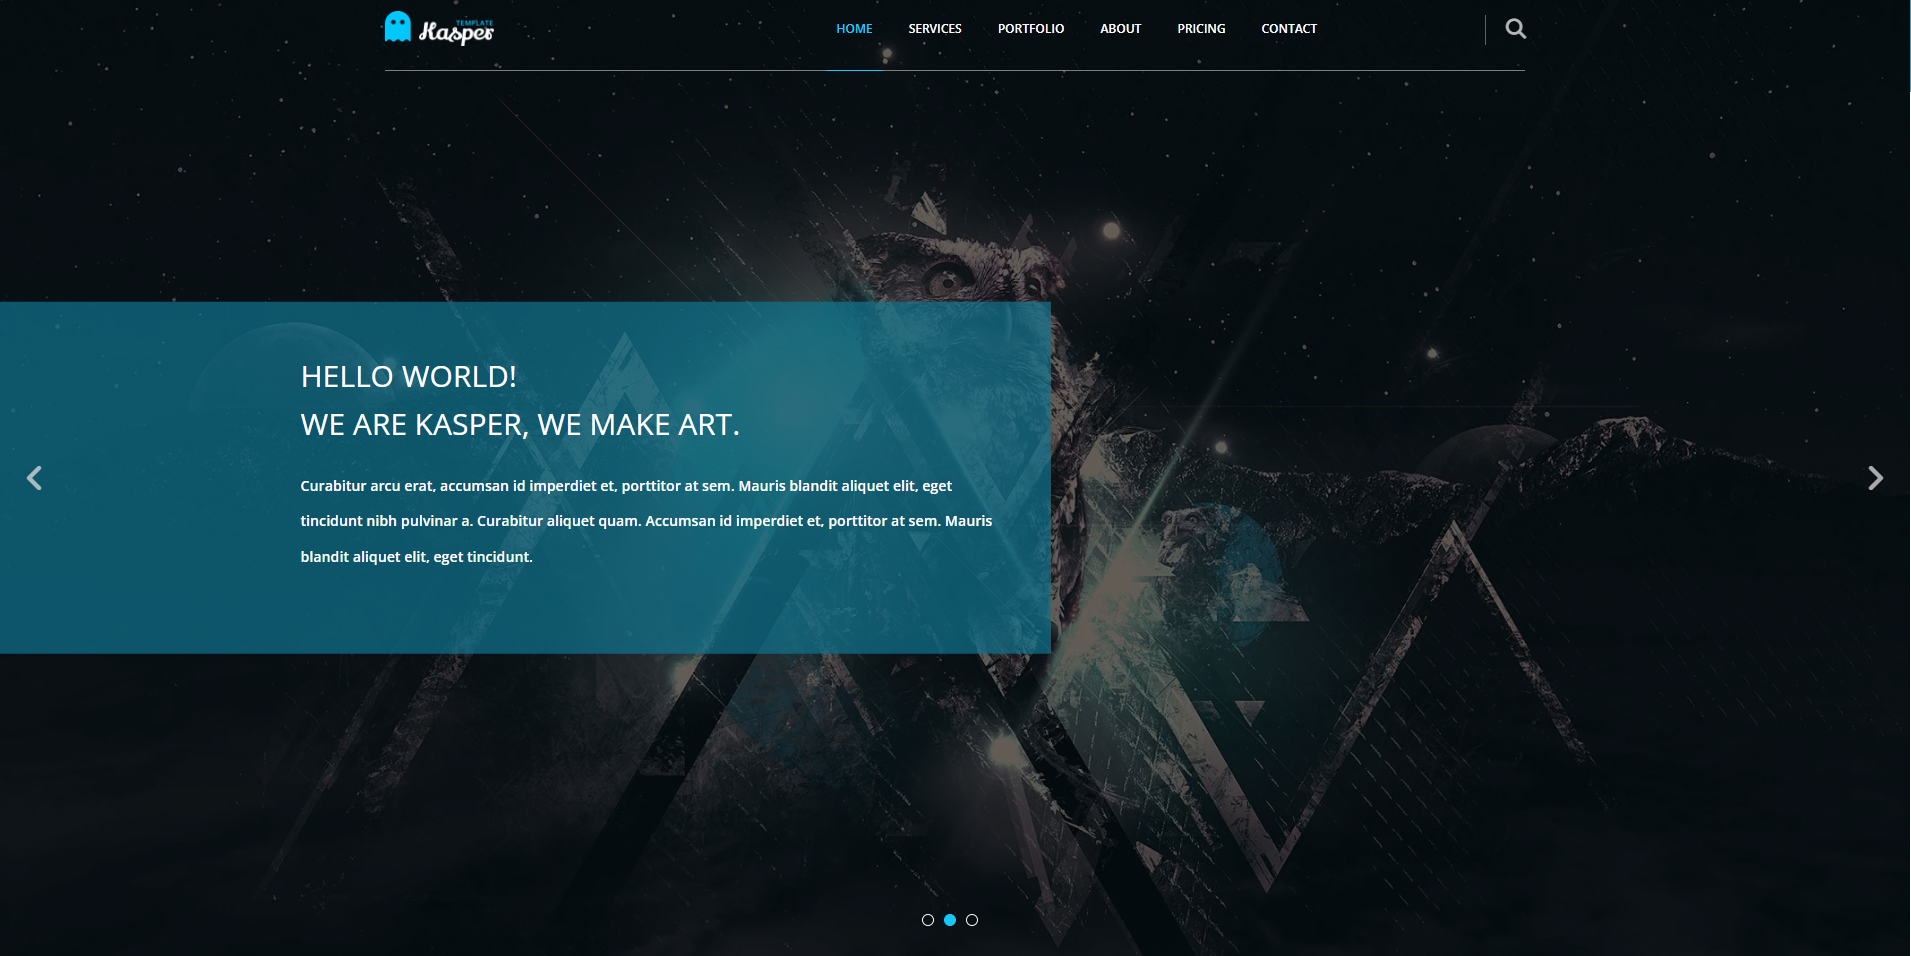 TEMPLATE
Kasper
HOME SERVICES PORTFOLIO ABOUT PRICING CONTACT
HELLO WORLD!
WE ARE KASPER, WE MAKE ART.
Curabitur arcu erat, accumsan id imperdiet et, porttitor at sem. Mauris blandit aliquet elit, eget
tincidunt nibh pulvinar a. Curabitur aliquet quam. Accumsan id imperdiet et, porttitor at sem. Mauris
blandit aliquet elit, eget tincidunt.